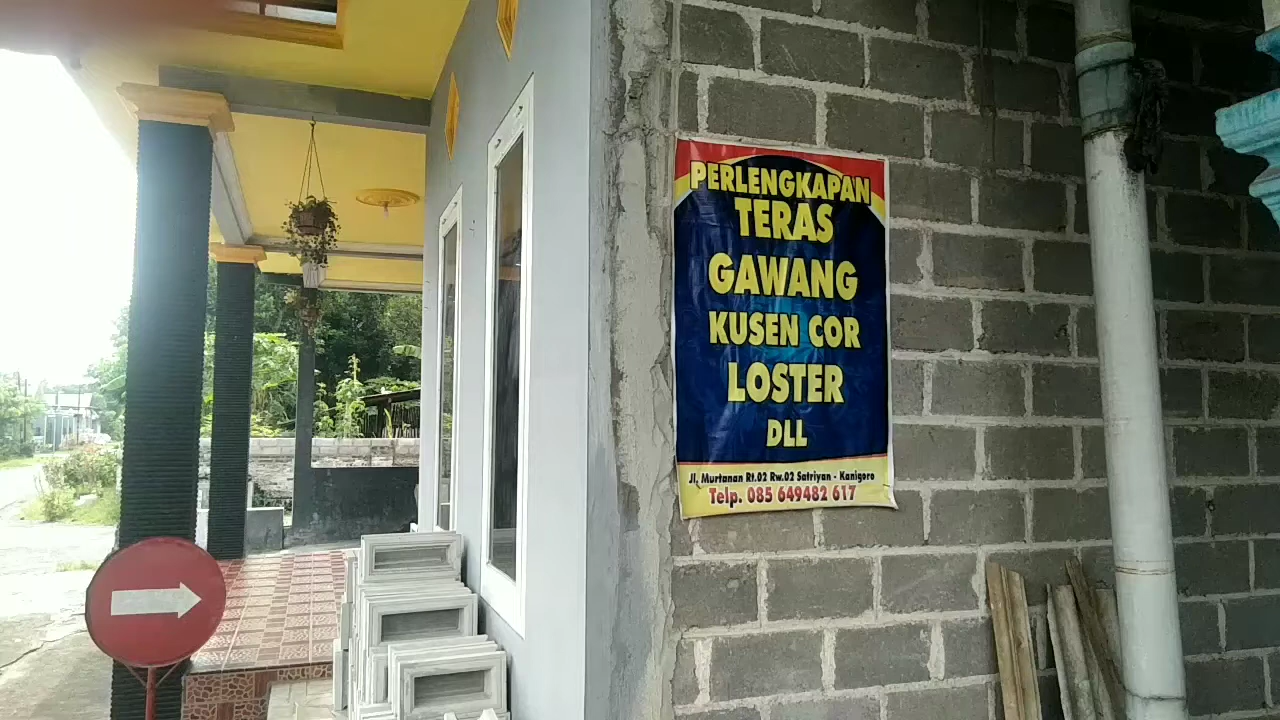 PERLENGKAPAN
TERAS
GAWANG
KUSEN COR
LOSTER
DLL
Jl. Murtanan Rt.02 Rw.02 Satriyan - Kanigoro
Telp. 085 649482 617